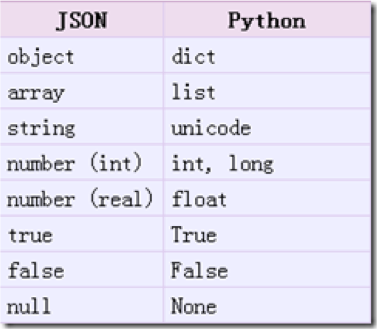 JSON Python
object dict
array list
string unicode
number (int) int, long
number (real) float
true True
false False
null None